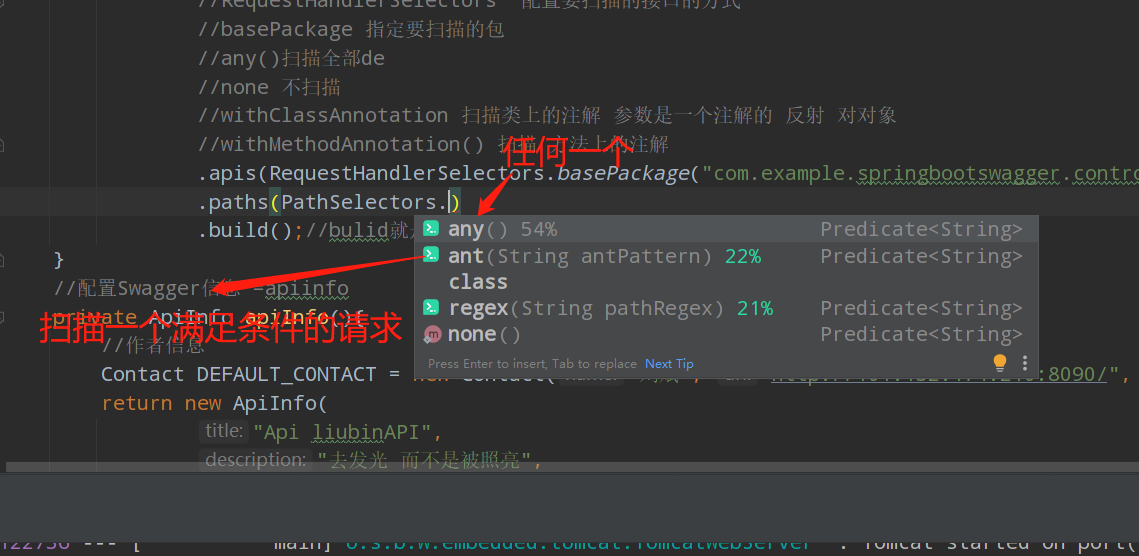 //RequestHandlerSelectors 配置要扫描的接口的方式
//basePackage 指定要扫描的包
//any()扫描全部de
//none 不扫描
//withClassAnnotation 扫描类上的注解 参数是一个注解的 反射 对对象
//withMethodAnnotation() 扫描 方法上的注解
任何一个
.apis(RequestHandlerSelectors.basePackage("com.example.springbootswagger.contro
.paths(PathSelectors.)
any() 54% Predicate<String>
.build();//bulid就
ant(String antPattern) 22% Predicate<String>
}
class
//配置Swagger信息 =apiinfo
regex(String pathRegex) 21% Predicate<String>
private ApiInfo apiInfo(){
扫描一个满足条件的请求
none() Predicate<String>
//作者信息
Press Enter to insert, Tab to replace Next Tip
Contact DEFAULT_CONTACT = new Contact( :8090/",
return new ApiInfo(
title: "Api liubinAPI",
description: "去发光 而不是被照亮",
122736 --- [ main] o.s.b.w.embedded.tomcat.TomcatWebServer : Tomcat started on port(